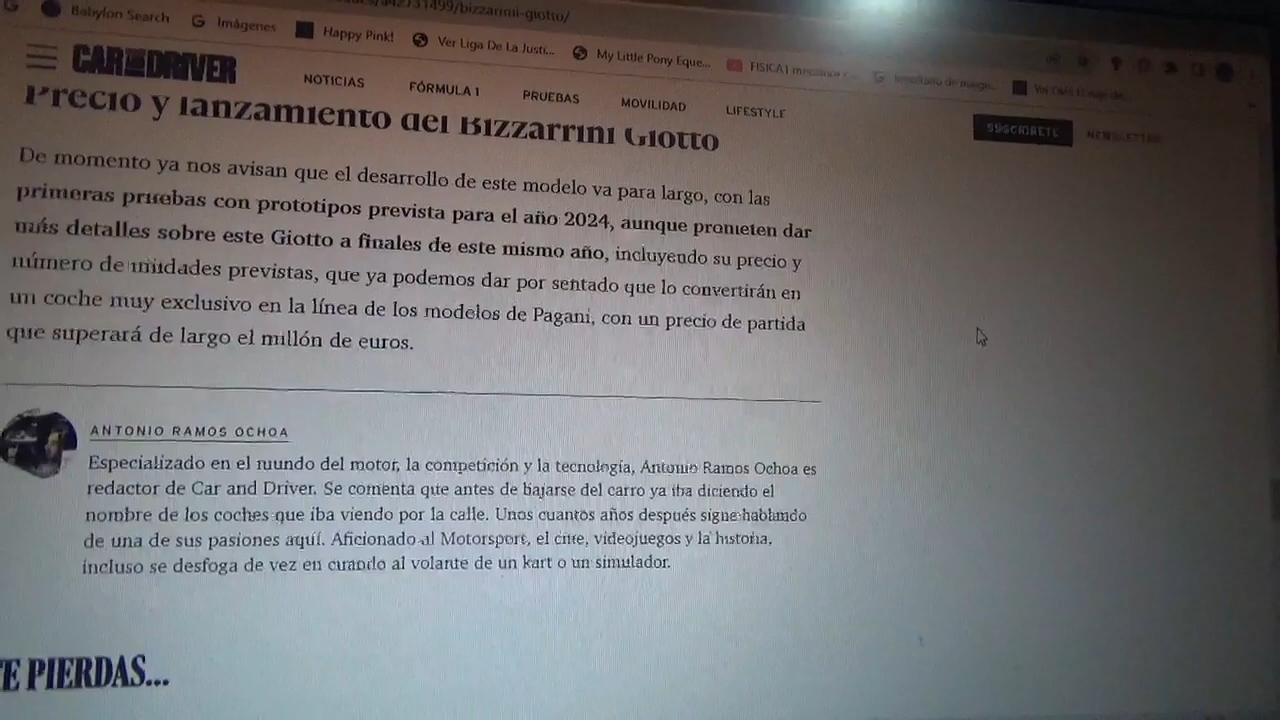 /bizzarrini-giotto/
Babylon Search
Imágenes
Happy Pink!
Ver Liga De La Justi...
My Little Pony Eque...
FISICA I
CAR AND DRIVER
NOTICIAS
FÓRMULA 1
PRUEBAS
MOVILIDAD
LIFESTYLE
SUSCRÍBETE
NEWSLETTER
Precio y lanzamiento del Bizzarrini Giotto
De momento ya nos avisan que el desarrollo de este modelo va para largo, con las
primeras pruebas con prototipos prevista para el año 2024, aunque prometen dar
más detalles sobre este Giotto a finales de este mismo año, incluyendo su precio y
número de unidades previstas, que ya podemos dar por sentado que lo convertirán en
un coche muy exclusivo en la línea de los modelos de Pagani, con un precio de partida
que superará de largo el millón de euros.
ANTONIO RAMOS OCHOA
Especializado en el mundo del motor, la competición y la tecnología, Antonio Ramos Ochoa es
redactor de Car and Driver. Se comenta que antes de bajarse del carro ya iba diciendo el
nombre de los coches que iba viendo por la calle. Unos cuantos años después sigue hablando
de una de sus pasiones aquí. Aficionado al Motorsport, el cine, videojuegos y la historia,
incluso se desfoga de vez en cuando al volante de un kart o un simulador.
TE PIERDAS...